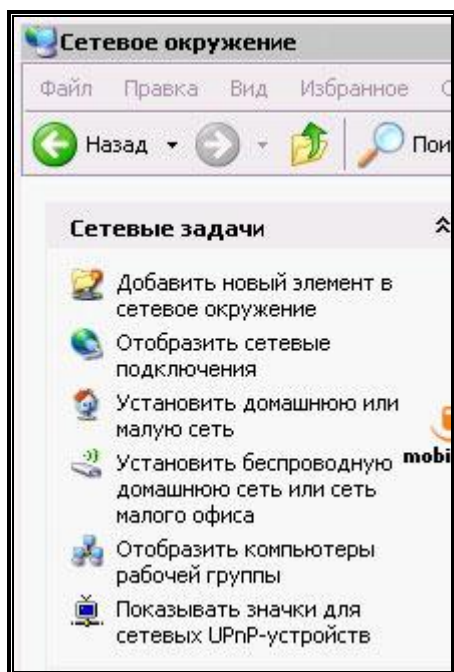 Сетевое окружение
Файл Правка Вид Избранное
Назад
Сетевые задачи
Добавить новый элемент в
сетевое окружение
Отобразить сетевые
подключения
Установить домашнюю или
малую сеть
Установить беспроводную
домашнюю сеть или сеть
малого офиса
Отобразить компьютеры
рабочей группы
Показывать значки для
сетевых UPnP-устройств